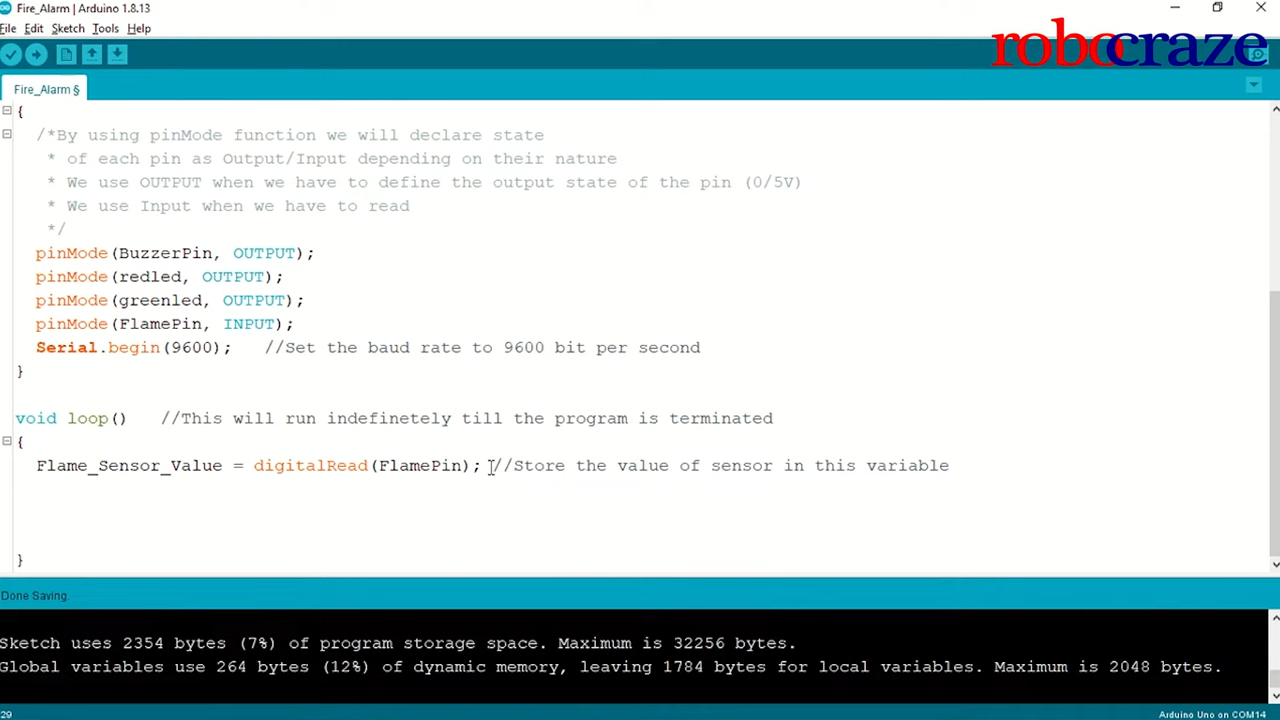 Fire_Alarm | Arduino 1.8.13
File Edit Sketch Tools Help
robocraze
Fire_Alarm §
{
/*By using pinMode function we will declare state
* of each pin as Output/Input depending on their nature
* We use OUTPUT when we have to define the output state of the pin (0/5V)
* We use Input when we have to read
*/
pinMode(BuzzerPin, OUTPUT);
pinMode(redled, OUTPUT);
pinMode(greenled, OUTPUT);
pinMode(FlamePin, INPUT);
Serial.begin(9600); //Set the baud rate to 9600 bit per second
}
void loop() //This will run indefinetely till the program is terminated
{
Flame_Sensor_Value = digitalRead(FlamePin); //Store the value of sensor in this variable
}
Done Saving.
Sketch uses 2354 bytes (7%) of program storage space. Maximum is 32256 bytes.
Global variables use 264 bytes (12%) of dynamic memory, leaving 1784 bytes for local variables. Maximum is 2048 bytes.
29 Arduino Uno on COM14